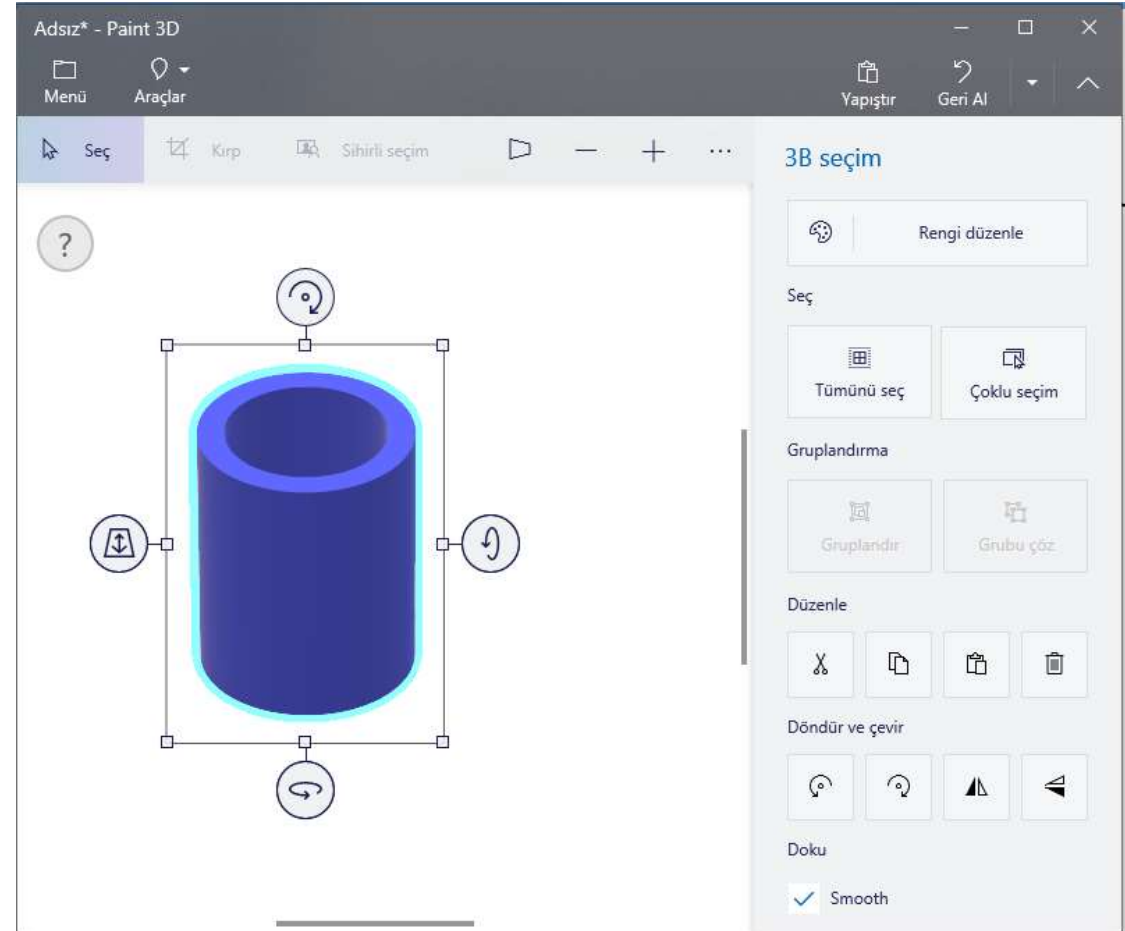 Adsız* - Paint 3D
Menü
Araçlar
Yapıştır
Geri Al
Seç
Kırp
Sihirli seçim
3B seçim
?
Rengi düzenle
Seç
Tümünü seç
Çoklu seçim
Gruplandırma
Gruplandır
Grubu çöz
Düzenle
Döndür ve çevir
Doku
Smooth